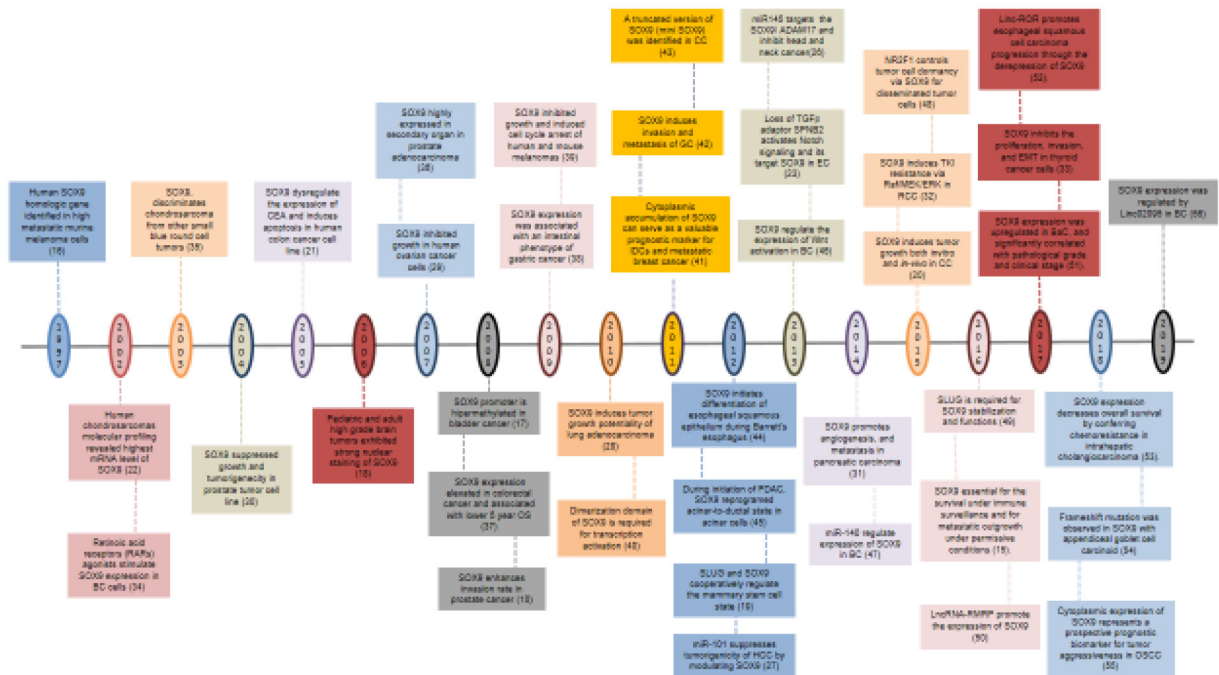 A truncated version of
SOX9 (mini SOX9)
was identified in CC
(43)
SOX9 induces
invasion and
metastasis of GC (42)
Cytoplasmic
accumulation of SOX9
can serve as a valuable
prognostic marker for
IDCs and metastatic
breast cancer (41)
miR145 targets the
SOX9/ ADAM17 and
inhibit head and
neck cancer(26)
Loss of TGFβ
adaptor SPNB2
activates Notch
signaling and its
target SOX9 in EC
(23)
SOX9 regulate
the expression of Wnt
activation in BC (46)
NR2F1 controls
tumor cell dormancy
via SOX9 for
disseminated tumor
cells (48)
SOX9 induces TKI
resistance via
Raf/MEK/ERK in
RCC (32)
SOX9 induces tumor
growth both invitro
and in-vivo in CC (20)
Linc-ROR promotes
esophageal squamous
cell carcinoma
progression through the
derepression of SOX9
(52).
SOX9 inhibits the
proliferation, invasion,
and EMT in thyroid
cancer cells (33)
SOX9 expression was
upregulated in BaC, and
significantly correlated
with pathological grade
and clinical stage (51).
SOX9 expression was
regulated by
Linc02095 in BC (56)
SOX9 highly
expressed in
secondary organ in
prostate
adenocarcinoma
(36)
SOX9 inhibited
growth in human
ovarian cancer
cells (29)
SOX9 inhibited
growth and induced
cell cycle arrest of
human and mouse
melanomas (39)
SOX9 expression
was associated with
an intestinal
phenotype of
gastric cancer (38)
Human SOX9
homologic gene
identified in high
metastatic murine
melanoma cells
(16)
SOX9,
discriminates
chondrosarcoma
from other small
blue round cell
tumors (35)
SOX9 dysregulate
the expression of
CEA and induces
apoptosis in human
colon cancer cell
line (21)
1997
2002
2003
2004
2005
2006
2007
2008
2009
2010
2011
2012
2013
2014
2015
2016
2017
2018
2019
Human
chondrosarcomas
molecular profiling
revealed highest
mRNA level of
SOX9 (22)
Retinoic acid
receptors (RARs)
agonists stimulate
SOX9 expression in
BC cells (34)
SOX9 suppressed
growth and
tumorigenecity in
prostate tumor cell
line (30)
Pediatric and adult
high grade brain
tumors exhibited
strong nuclear
staining of SOX9
(18)
SOX9 promoter is
hipermethylated in
bladder cancer (17)
SOX9 expression
elevated in colorectal
cancer and associated
with lower 5 year OS
(37)
SOX9 enhances
invasion rate in
prostate cancer (13)
SOX9 induces tumor
growth potentiality of
lung adenocarcinoma
(28)
Dimerization domain
of SOX9 is required
for transcription
activation (40)
SOX9 initiates
differentiation of
esophageal squamous
epithelium during Barrett's
esophagus (44)
During initiation of PDAC,
SOX9 reprogramed
acinar-to-ductal state in
acinar cells (45)
SLUG and SOX9
cooperatively regulate
the mammary stem cell
state (19)
miR-101 suppresses
tumorigenicity of HCC by
modulating SOX9 (27)
SOX9 promotes
angiogenesis, and
metastasis in
pancreatic carcinoma
(31)
miR-140 regulate
expression of SOX9
in BC (47)
SLUG is required for
SOX9 stabilization
and functions (49)
SOX9 essential for the
survival under immune
surveillance and for
metastatic outgrowth
under permissive
conditions (15).
LncRNA-RMRP promote
the expression of SOX9
(50)
SOX9 expression
decreases overall survival
by conferring
chemoresistance in
intrahepatic
cholangiocarcinoma (53).
Frameshift mutation was
observed in SOX9 with
appendiceal goblet cell
carcinoid (54)
Cytoplasmic expression of
SOX9 represents a
prospective prognostic
biomarker for tumor
aggressiveness in OSCC
(55)